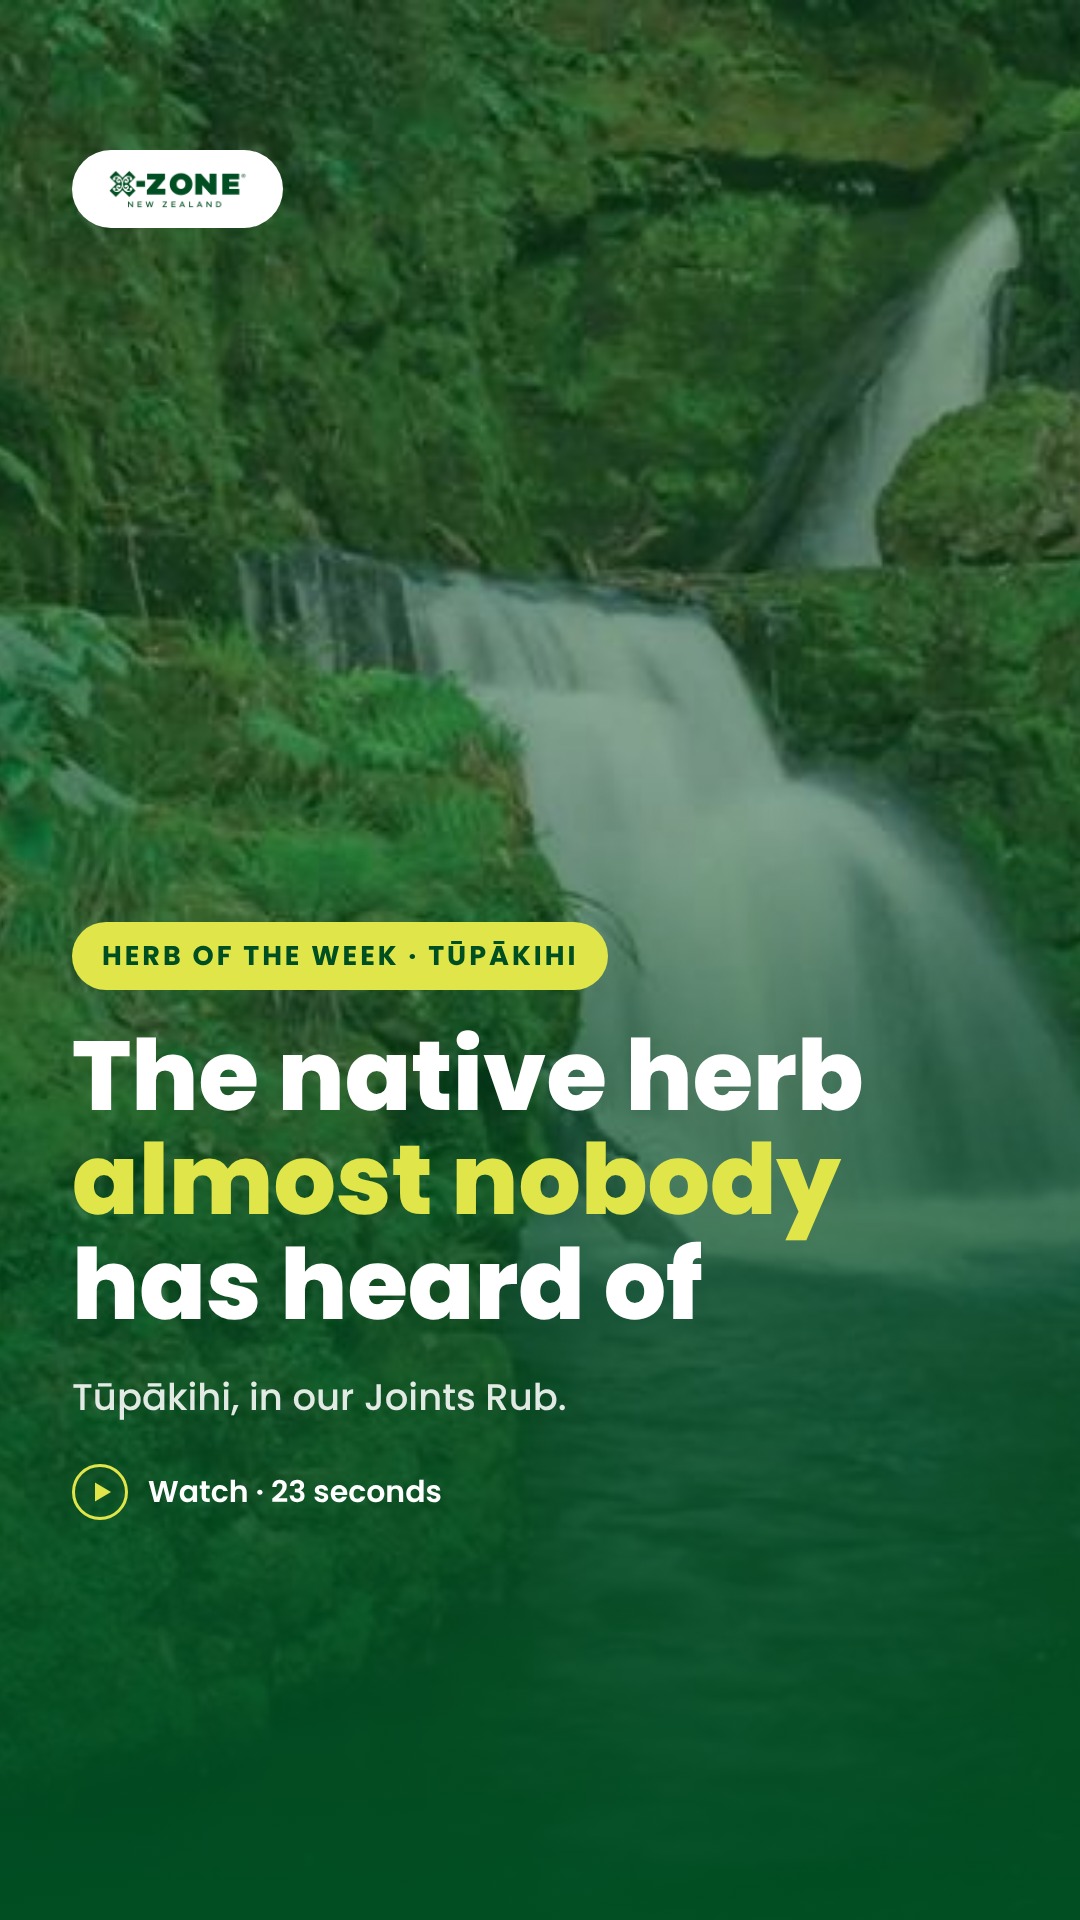 -ZONE®
NEW ZEALAND
HERB OF THE WEEK · TŪPĀKIHI
The native herb
almost nobody
has heard of
Tūpākihi, in our Joints Rub.
Watch · 23 seconds